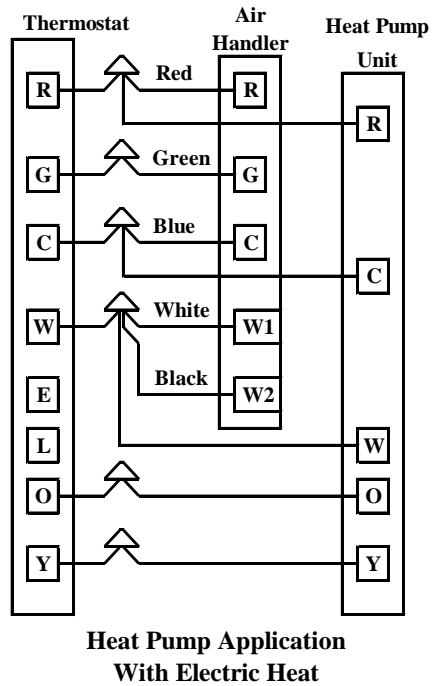 Thermostat
Air
Handler
Heat Pump
Unit
R
Red
R
R
G
Green
G
C
Blue
C
C
W
White
W1
Black
W2
E
L
W
O
O
Y
Y
Heat Pump Application
With Electric Heat